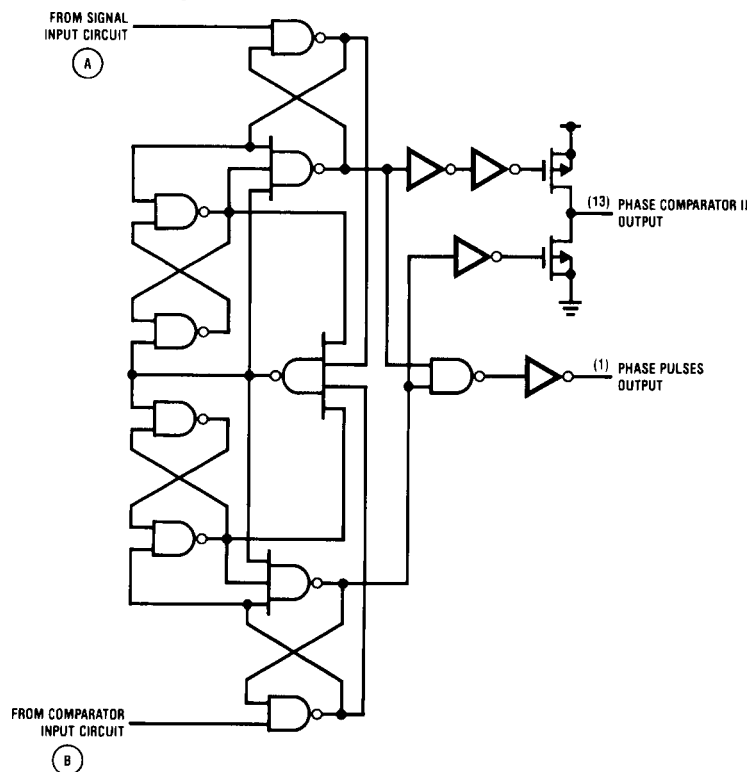 FROM SIGNAL
INPUT CIRCUIT
A
(13) PHASE COMPARATOR II
OUTPUT
(1) PHASE PULSES
OUTPUT
FROM COMPARATOR
INPUT CIRCUIT
B